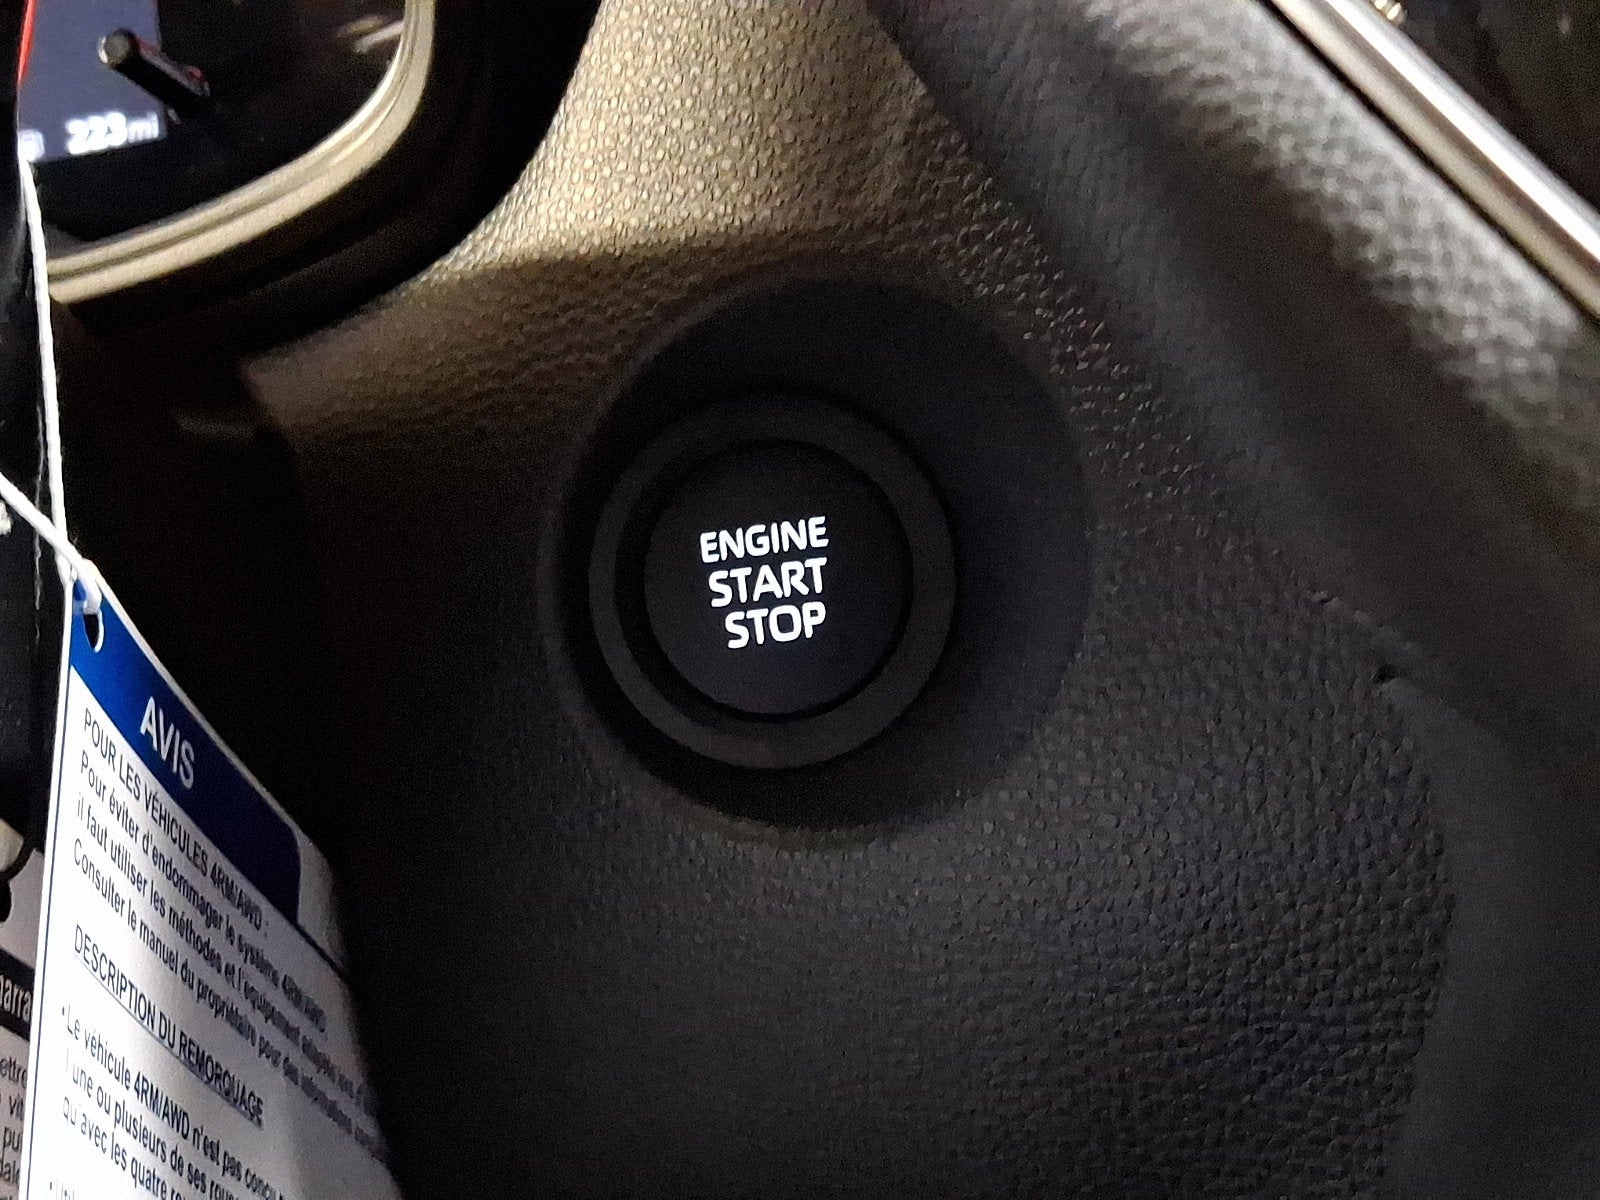 223 mi
ENGINE
START
STOP
AVIS
POUR LES VÉHICULES 4RM/AWD :
Pour éviter d'endommager le système 4RM/AWD
il faut utiliser les méthodes et l'équipement
Consulter le manuel du propriétaire pour des
DESCRIPTION DU REMORQUAGE
• Le véhicule 4RM/AWD n'est pas
l'une ou plusieurs de ses
qu'avec les quatre